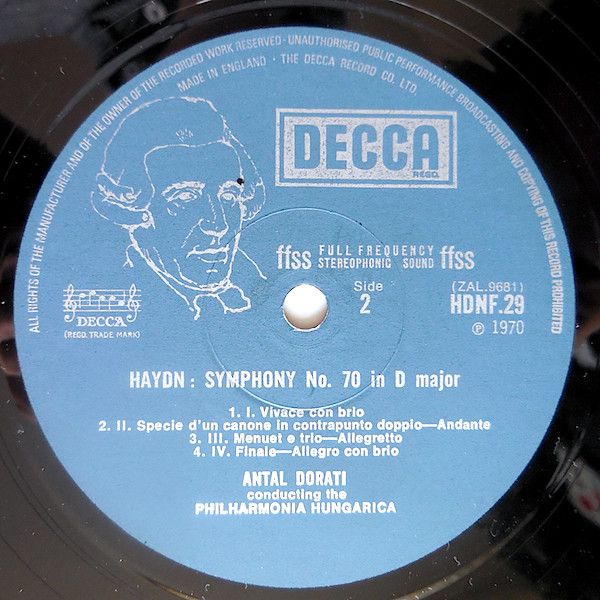 ALL RIGHTS OF THE MANUFACTURER AND OF THE OWNER OF THE RECORDED WORK RESERVED · UNAUTHORISED PUBLIC PERFORMANCE BROADCASTING AND COPYING OF THIS RECORD PROHIBITED
MADE IN ENGLAND · THE DECCA RECORD CO. LTD.
DECCA
REGD.
ffss FULL FREQUENCY STEREOPHONIC SOUND ffss
Side
2
(ZAL.9681)
HDNF.29
℗ 1970
DECCA
(REGD. TRADE MARK)
HAYDN : SYMPHONY No. 70 in D major
1. I. Vivace con brio
2. II. Specie d'un canone in contrapunto doppio—Andante
3. III. Menuet e trio—Allegretto
4. IV. Finale—Allegro con brio
ANTAL DORATI
conducting the
PHILHARMONIA HUNGARICA